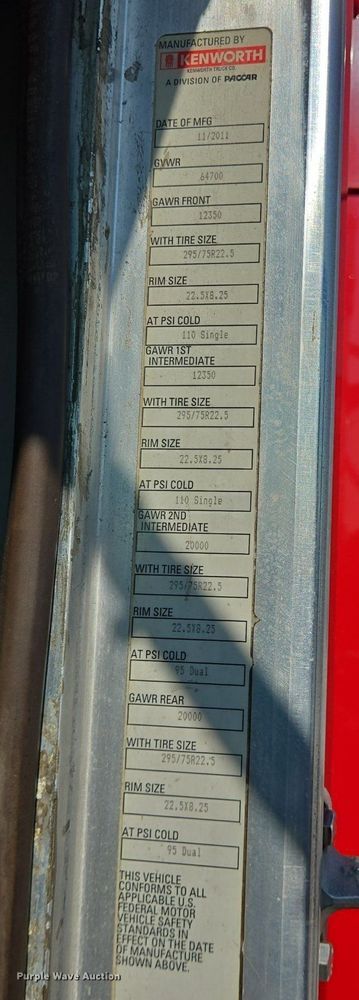 MANUFACTURED BY
KENWORTH
KENWORTH TRUCK CO.
A DIVISION OF PACCAR
DATE OF MFG
11/2011
GVWR
64700
GAWR FRONT
12350
WITH TIRE SIZE
295/75R22.5
RIM SIZE
22.5X8.25
AT PSI COLD
110 Single
GAWR 1ST
INTERMEDIATE
12350
WITH TIRE SIZE
295/75R22.5
RIM SIZE
22.5X8.25
AT PSI COLD
110 Single
GAWR 2ND
INTERMEDIATE
20000
WITH TIRE SIZE
295/75R22.5
RIM SIZE
22.5X8.25
AT PSI COLD
95 Dual
GAWR REAR
20000
WITH TIRE SIZE
295/75R22.5
RIM SIZE
22.5X8.25
AT PSI COLD
95 Dual
THIS VEHICLE
CONFORMS TO ALL
APPLICABLE U.S.
FEDERAL MOTOR
VEHICLE SAFETY
STANDARDS IN
EFFECT ON THE DATE
OF MANUFACTURE
SHOWN ABOVE.
Purple Wave Auction